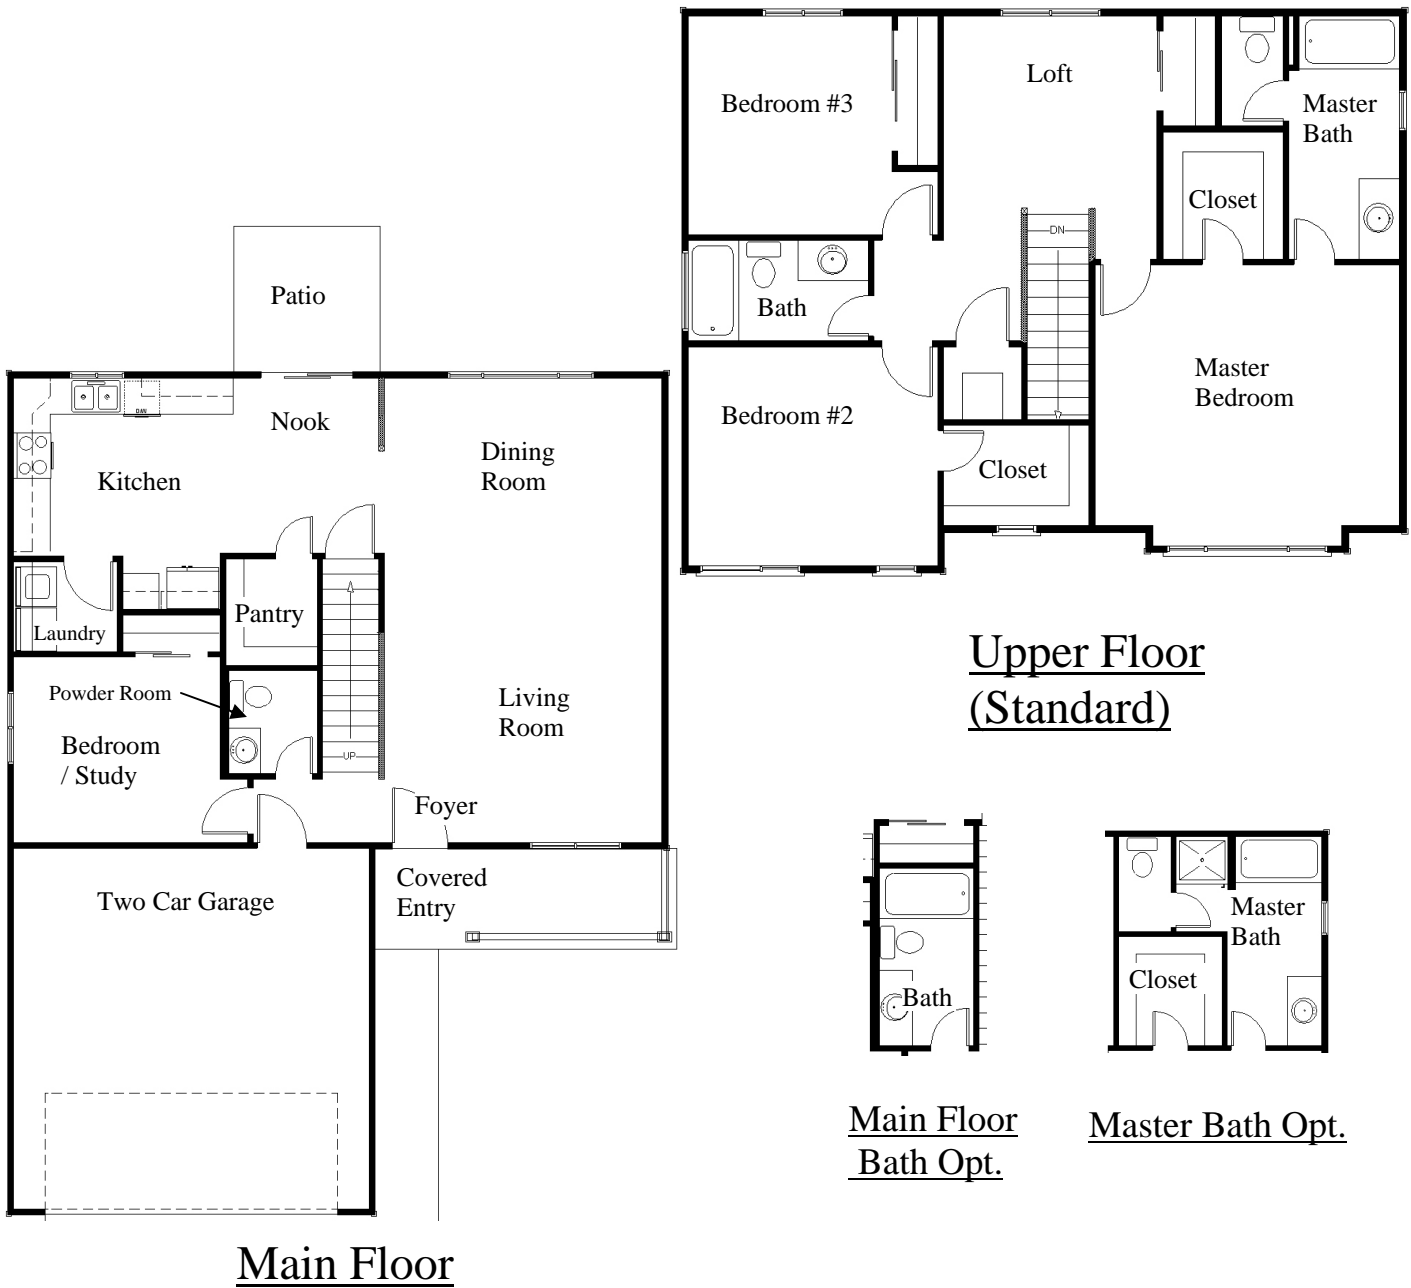 Bedroom #3
Loft
Master
Bath
Closet
DN
Bath
Master
Bedroom
Bedroom #2
Closet
Upper Floor
(Standard)
Patio
Nook
D/W
Dining
Room
Kitchen
Pantry
Laundry
Powder Room
Living
Room
Bedroom
/ Study
UP
Foyer
Covered
Entry
Two Car Garage
Main Floor
Bath
Main Floor
Bath Opt.
Master
Bath
Closet
Master Bath Opt.